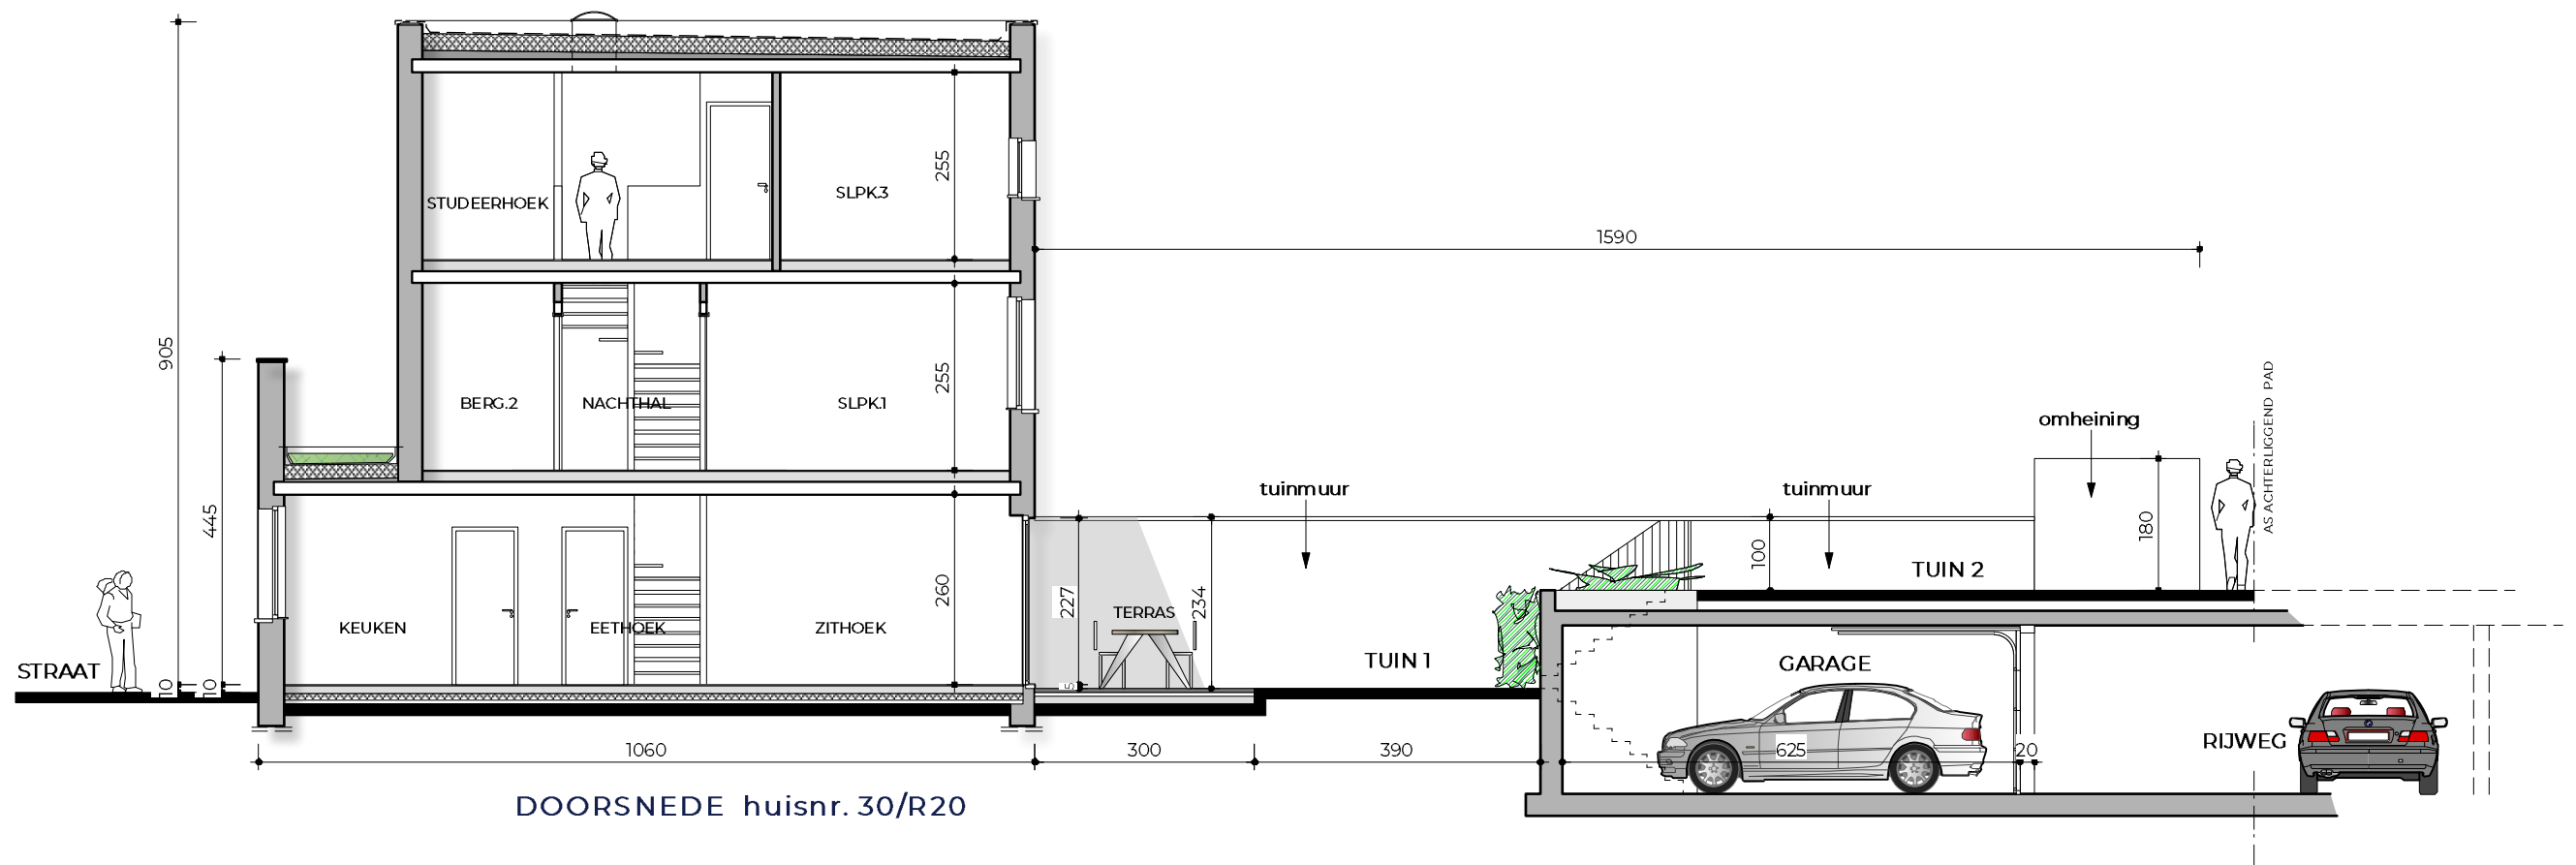 905
445
10
10
STRAAT
STUDEERHOEK
SLPK.3
255
BERG.2
NACHTHAL
SLPK.1
255
KEUKEN
EETHOEK
ZITHOEK
260
1590
tuinmuur
tuinmuur
omheining
AS ACHTERLIGGEND PAD
227
5
TERRAS
234
100
180
TUIN 1
TUIN 2
GARAGE
RIJWEG
1060
300
390
625
20
DOORSNEDE huisnr. 30/R20